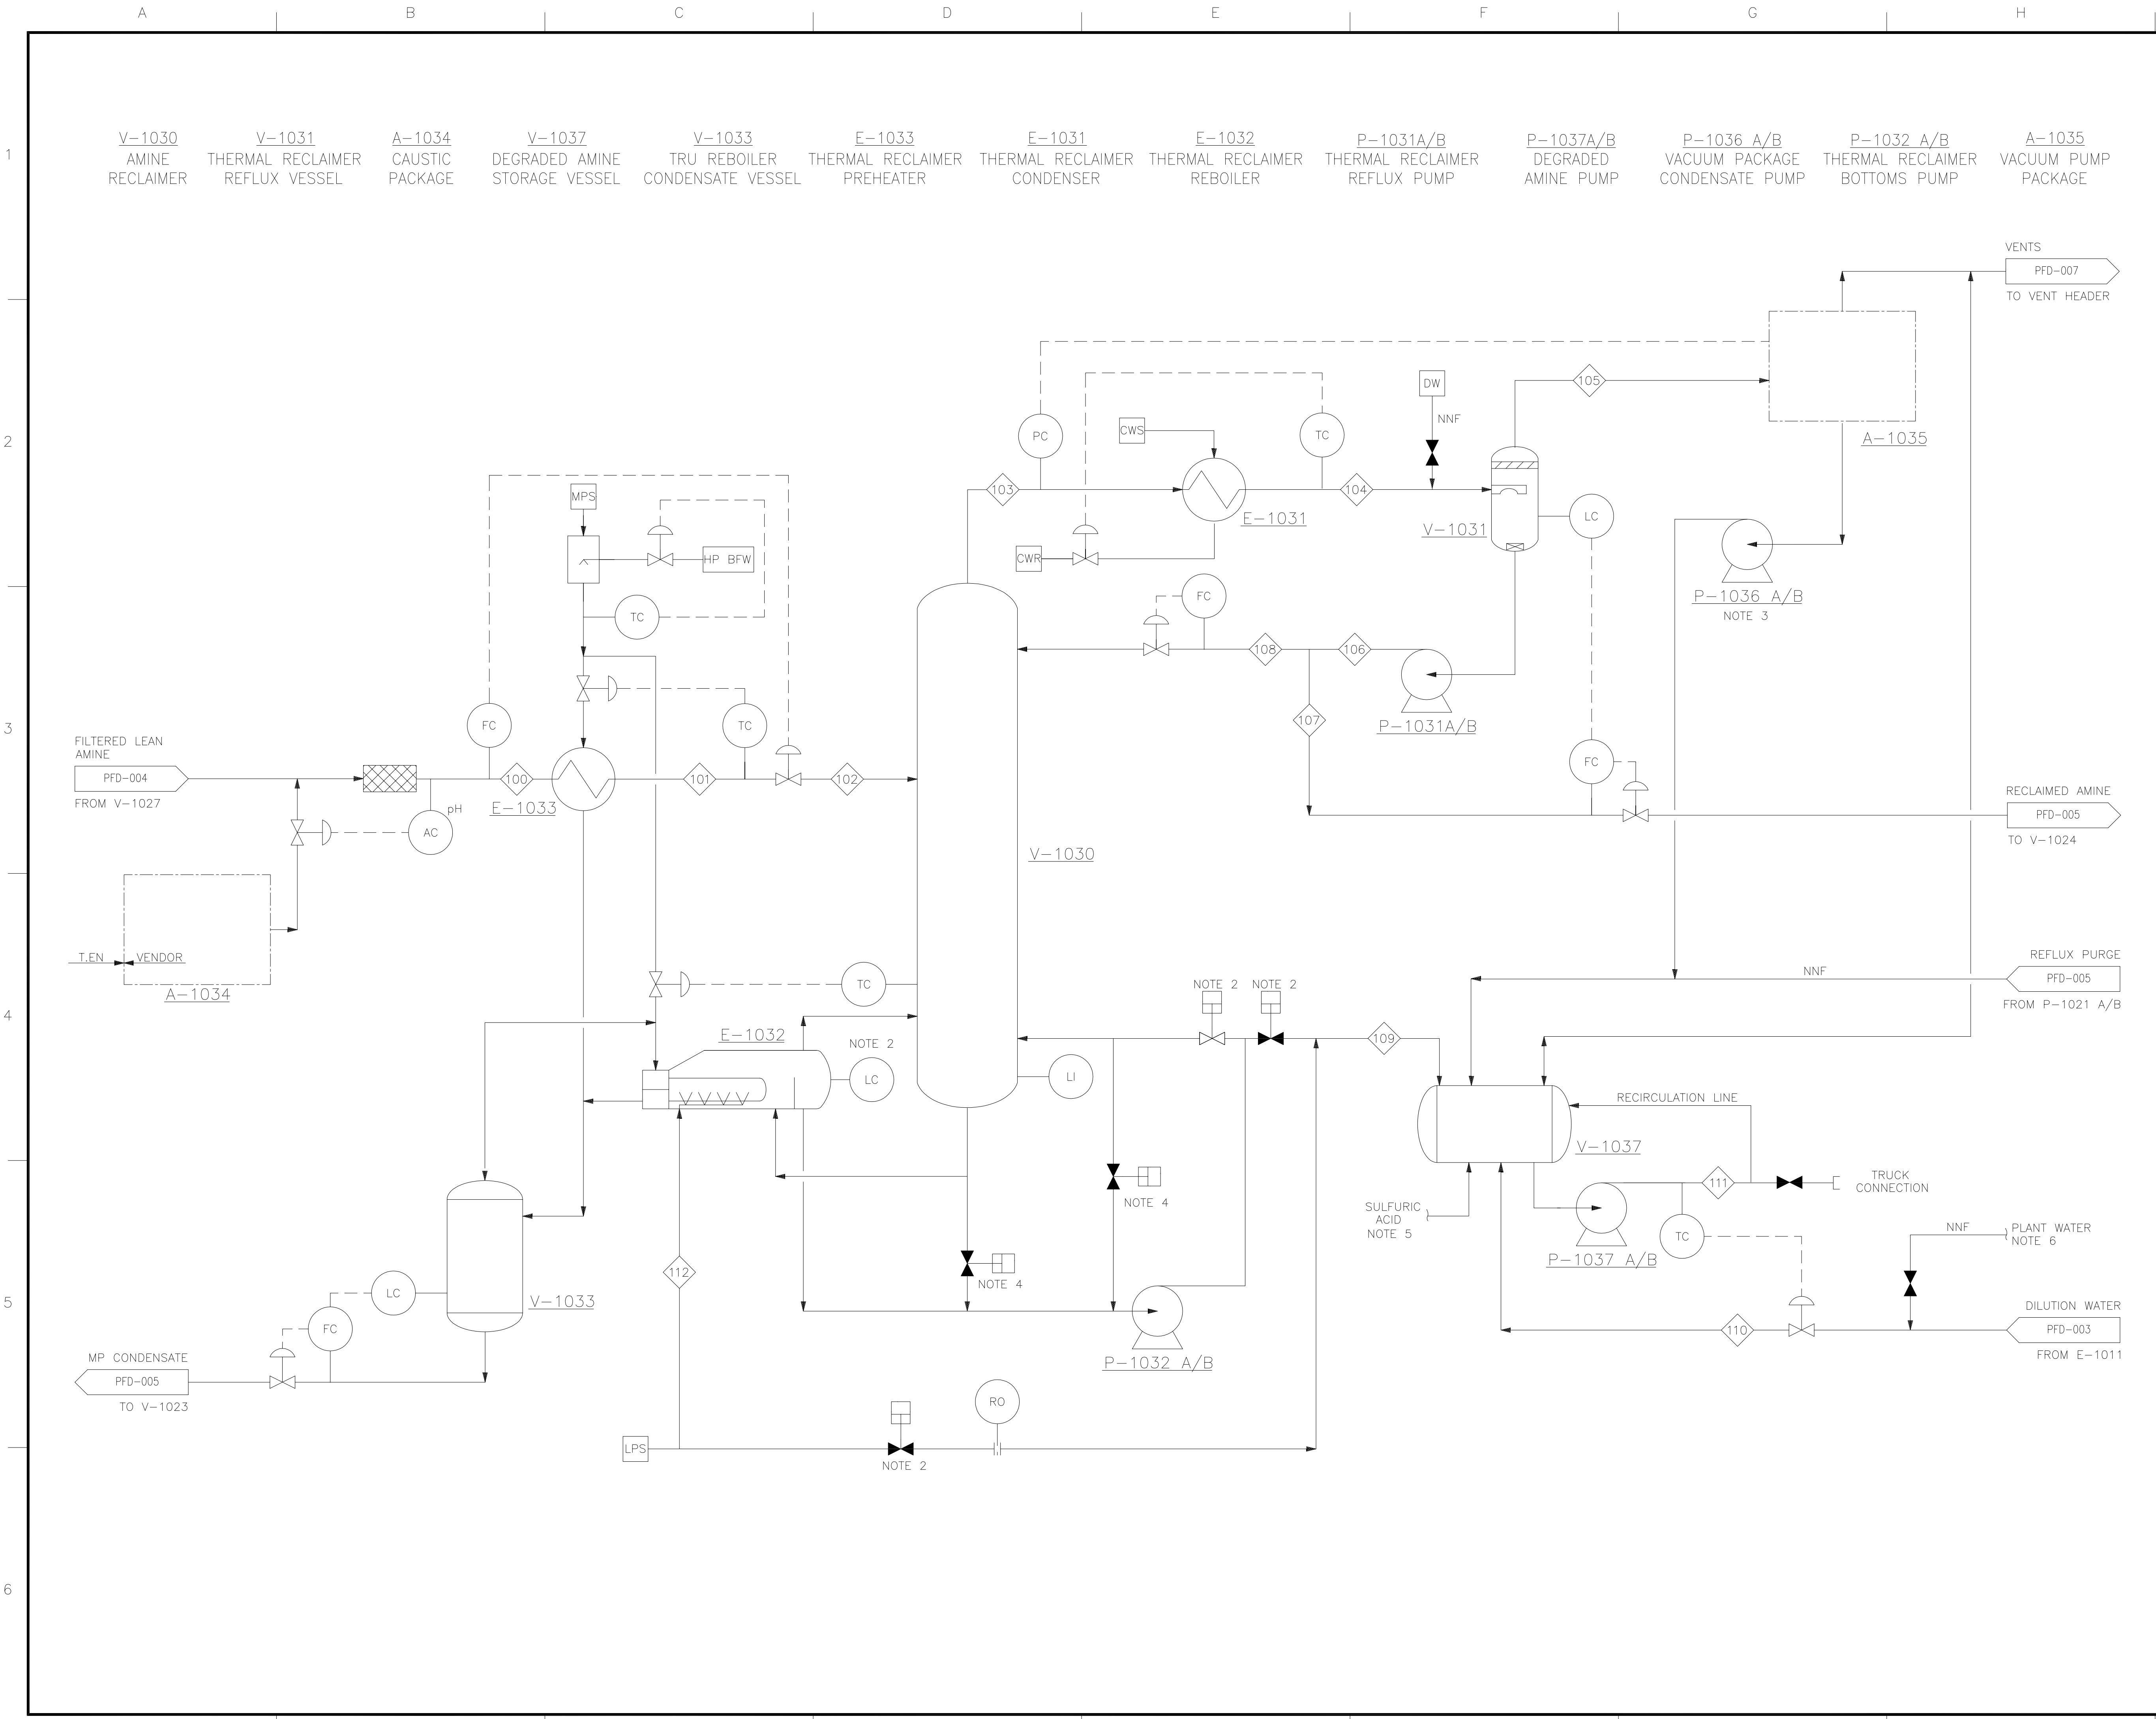 A B C D E F G H
1
2
3
4
5
6
V-1030
AMINE
RECLAIMER
V-1031
THERMAL RECLAIMER
REFLUX VESSEL
A-1034
CAUSTIC
PACKAGE
V-1037
DEGRADED AMINE
STORAGE VESSEL
V-1033
TRU REBOILER
CONDENSATE VESSEL
E-1033
THERMAL RECLAIMER
PREHEATER
E-1031
THERMAL RECLAIMER
CONDENSER
E-1032
THERMAL RECLAIMER
REBOILER
P-1031A/B
THERMAL RECLAIMER
REFLUX PUMP
P-1037A/B
DEGRADED
AMINE PUMP
P-1036 A/B
VACUUM PACKAGE
CONDENSATE PUMP
P-1032 A/B
THERMAL RECLAIMER
BOTTOMS PUMP
A-1035
VACUUM PUMP
PACKAGE
VENTS
PFD-007
TO VENT HEADER
A-1035
105
DW
NNF
PC
CWS
TC
103
104
E-1031
CWR
V-1031
LC
P-1036 A/B
NOTE 3
MPS
HP BFW
TC
FC
108
106
107
P-1031A/B
FC
TC
FC
FILTERED LEAN
AMINE
PFD-004
FROM V-1027
100
101
102
E-1033
pH
AC
V-1030
RECLAIMED AMINE
PFD-005
TO V-1024
T.EN
VENDOR
A-1034
TC
REFLUX PURGE
NNF
PFD-005
FROM P-1021 A/B
NOTE 2
NOTE 2
E-1032
NOTE 2
LC
LI
109
RECIRCULATION LINE
V-1037
111
TRUCK
CONNECTION
SULFURIC
ACID
NOTE 5
P-1037 A/B
TC
NNF
PLANT WATER
NOTE 6
NOTE 4
NOTE 4
112
LC
V-1033
FC
110
DILUTION WATER
PFD-003
FROM E-1011
MP CONDENSATE
PFD-005
TO V-1023
P-1032 A/B
RO
LPS
NOTE 2